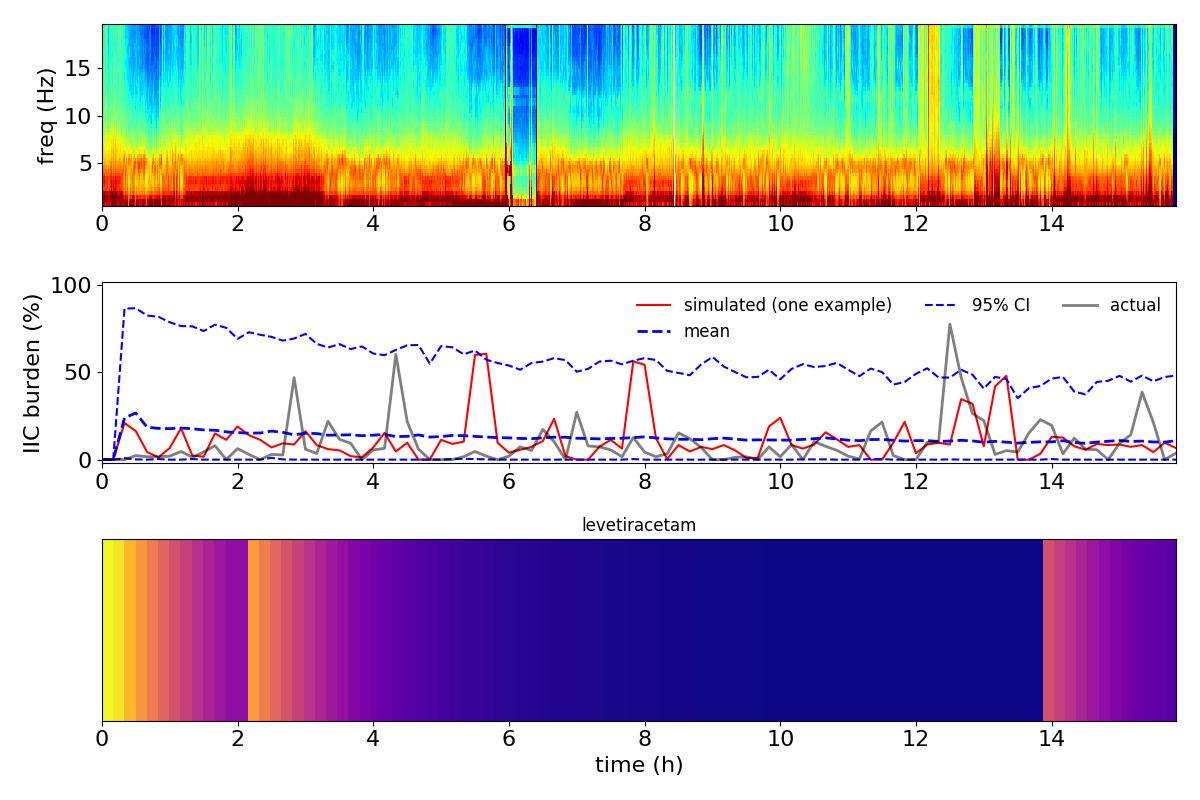 freq (Hz)
15
10
5
0 2 4 6 8 10 12 14
IIC burden (%)
100
50
0
simulated (one example) 95% CI actual
mean
0 2 4 6 8 10 12 14
levetiracetam
0 2 4 6 8 10 12 14
time (h)